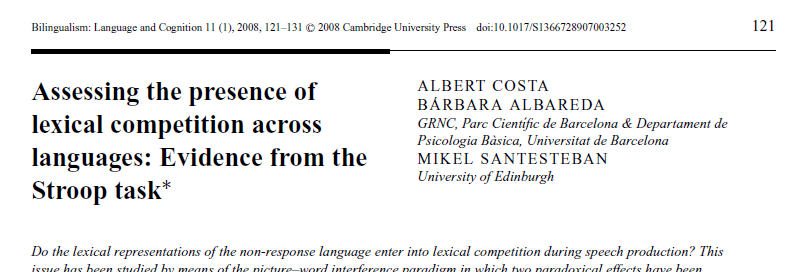 Bilingualism: Language and Cognition 11 (1), 2008, 121–131 © 2008 Cambridge University Press doi:10.1017/S1366728907003252 121
Assessing the presence of
lexical competition across
languages: Evidence from the
Stroop task*
ALBERT COSTA
BÁRBARA ALBAREDA
GRNC, Parc Científic de Barcelona & Departament de
Psicologia Bàsica, Universitat de Barcelona
MIKEL SANTESTEBAN
University of Edinburgh
Do the lexical representations of the non-response language enter into lexical competition during speech production? This
issue has been studied by means of the picture–word interference paradigm in which two paradoxical effects have been